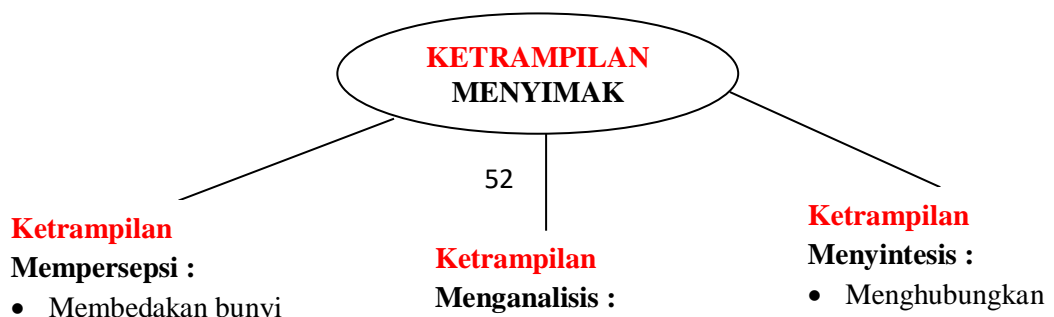 KETRAMPILAN
MENYIMAK
52
Ketrampilan
Mempersepsi :
• Membedakan bunyi
Ketrampilan
Menganalisis :
Ketrampilan
Menyintesis :
• Menghubungkan